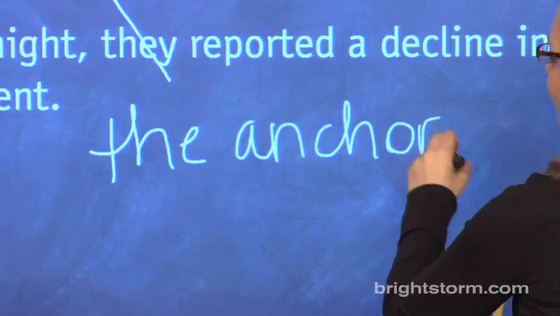 night, they reported a decline in
ent.
the anchor
brightstorm.com